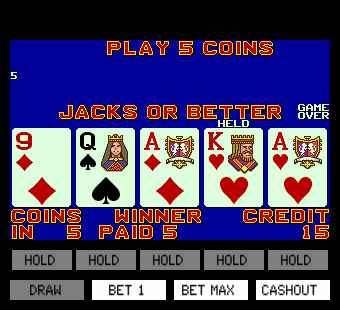 PLAY 5 COINS
5
JACKS OR BETTER
GAME OVER
HELD
9 Q A K A
COINS WINNER CREDIT
IN 5 PAID 5 15
HOLD HOLD HOLD HOLD HOLD
DRAW BET 1 BET MAX CASHOUT